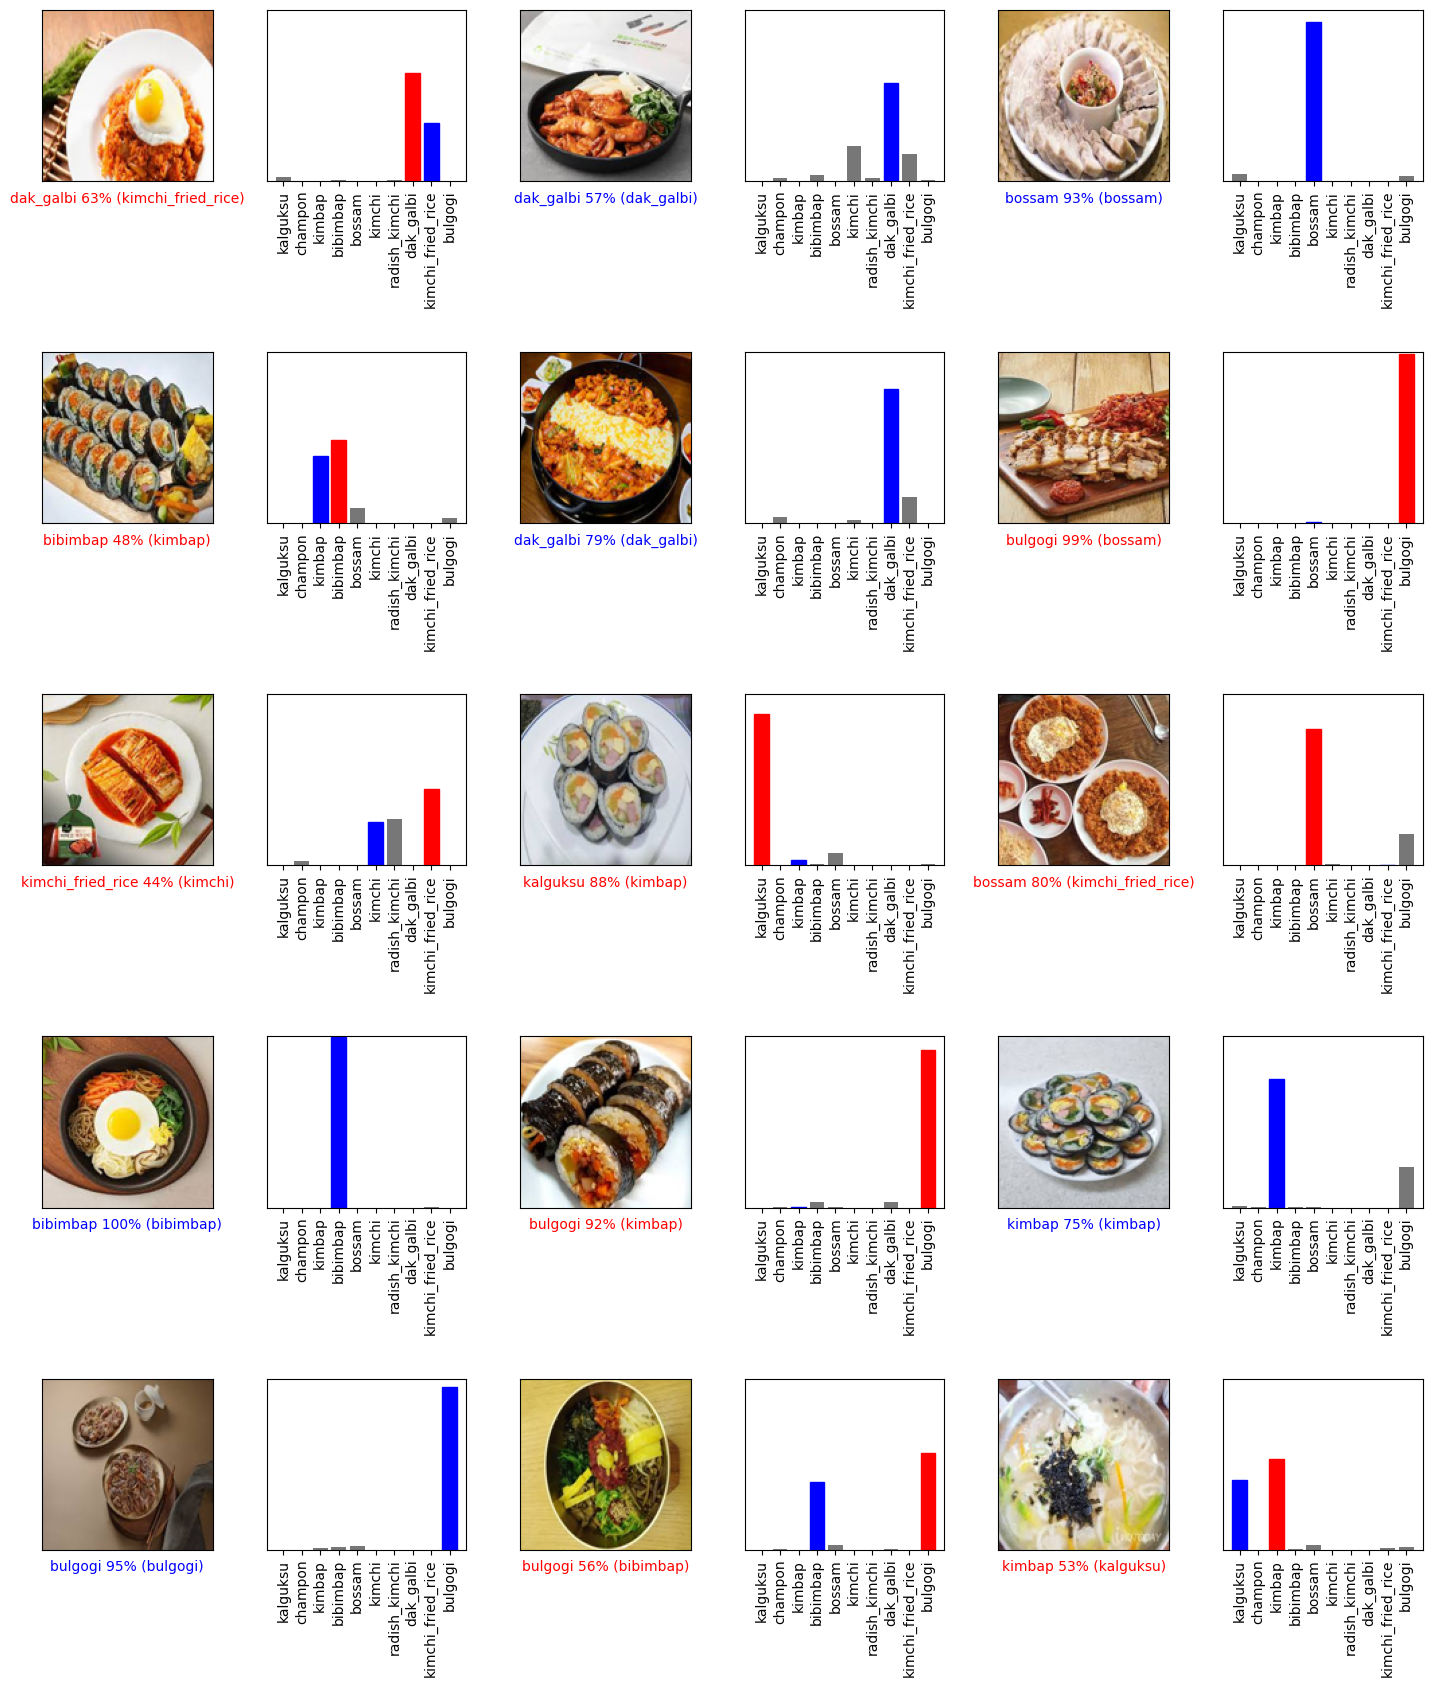 dak_galbi 63% (kimchi_fried_rice)
kalguksu
champon
kimbap
bibimbap
bossam
kimchi
radish_kimchi
dak_galbi
kimchi_fried_rice
bulgogi
dak_galbi 57% (dak_galbi)
kalguksu
champon
kimbap
bibimbap
bossam
kimchi
radish_kimchi
dak_galbi
kimchi_fried_rice
bulgogi
bossam 93% (bossam)
kalguksu
champon
kimbap
bibimbap
bossam
kimchi
radish_kimchi
dak_galbi
kimchi_fried_rice
bulgogi
bibimbap 48% (kimbap)
kalguksu
champon
kimbap
bibimbap
bossam
kimchi
radish_kimchi
dak_galbi
kimchi_fried_rice
bulgogi
dak_galbi 79% (dak_galbi)
kalguksu
champon
kimbap
bibimbap
bossam
kimchi
radish_kimchi
dak_galbi
kimchi_fried_rice
bulgogi
bulgogi 99% (bossam)
kalguksu
champon
kimbap
bibimbap
bossam
kimchi
radish_kimchi
dak_galbi
kimchi_fried_rice
bulgogi
kimchi_fried_rice 44% (kimchi)
kalguksu
champon
kimbap
bibimbap
bossam
kimchi
radish_kimchi
dak_galbi
kimchi_fried_rice
bulgogi
kalguksu 88% (kimbap)
kalguksu
champon
kimbap
bibimbap
bossam
kimchi
radish_kimchi
dak_galbi
kimchi_fried_rice
bulgogi
bossam 80% (kimchi_fried_rice)
kalguksu
champon
kimbap
bibimbap
bossam
kimchi
radish_kimchi
dak_galbi
kimchi_fried_rice
bulgogi
bibimbap 100% (bibimbap)
kalguksu
champon
kimbap
bibimbap
bossam
kimchi
radish_kimchi
dak_galbi
kimchi_fried_rice
bulgogi
bulgogi 92% (kimbap)
kalguksu
champon
kimbap
bibimbap
bossam
kimchi
radish_kimchi
dak_galbi
kimchi_fried_rice
bulgogi
kimbap 75% (kimbap)
kalguksu
champon
kimbap
bibimbap
bossam
kimchi
radish_kimchi
dak_galbi
kimchi_fried_rice
bulgogi
bulgogi 95% (bulgogi)
kalguksu
champon
kimbap
bibimbap
bossam
kimchi
radish_kimchi
dak_galbi
kimchi_fried_rice
bulgogi
bulgogi 56% (bibimbap)
kalguksu
champon
kimbap
bibimbap
bossam
kimchi
radish_kimchi
dak_galbi
kimchi_fried_rice
bulgogi
kimbap 53% (kalguksu)
kalguksu
champon
kimbap
bibimbap
bossam
kimchi
radish_kimchi
dak_galbi
kimchi_fried_rice
bulgogi